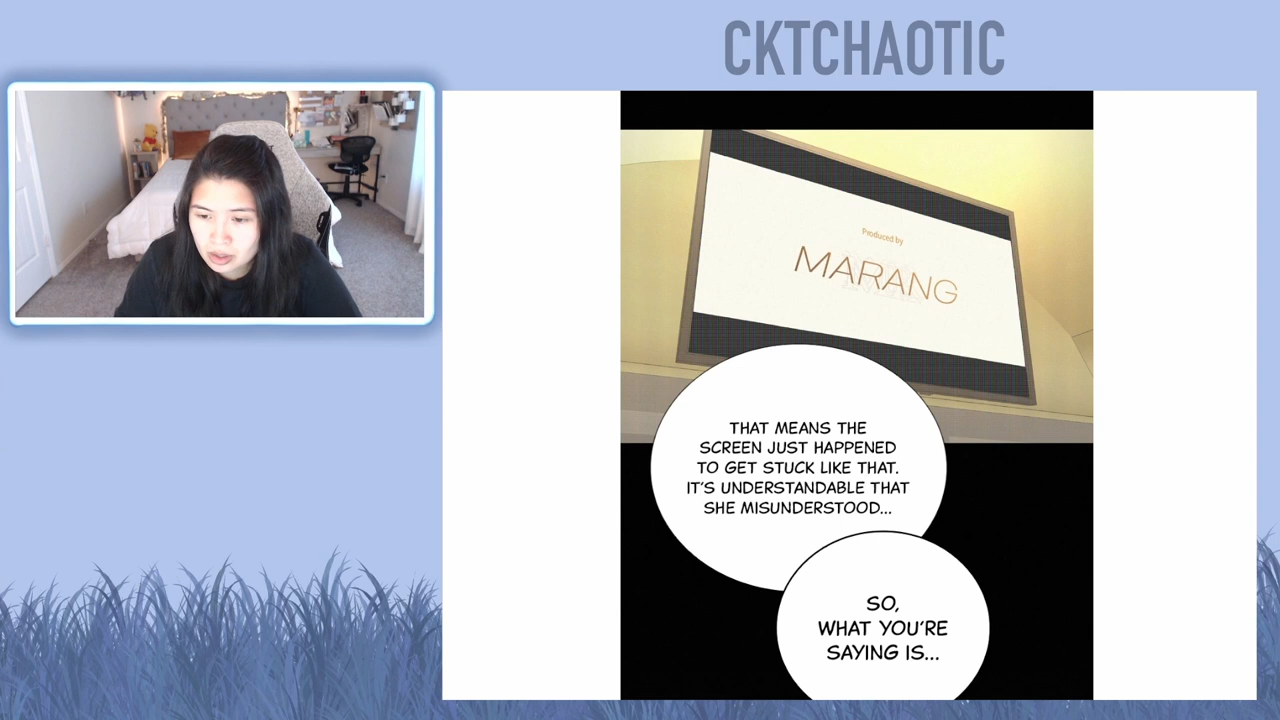 CKTCHAOTIC
Produced by
MARANG
THAT MEANS THE
SCREEN JUST HAPPENED
TO GET STUCK LIKE THAT.
IT'S UNDERSTANDABLE THAT
SHE MISUNDERSTOOD...
SO,
WHAT YOU'RE
SAYING IS...